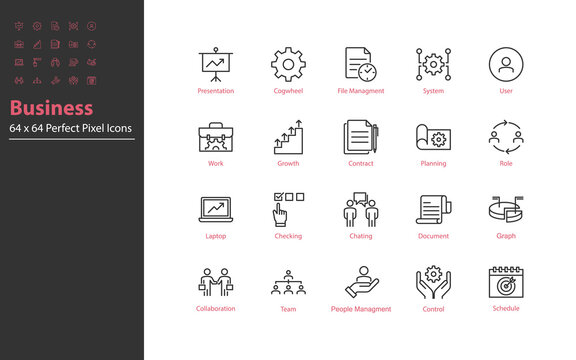 Business
64 x 64 Perfect Pixel Icons
Presentation
Cogwheel
File Managment
System
User
Work
Growth
Contract
Planning
Role
Laptop
Checking
Chating
Document
Graph
Collaboration
Team
People Managment
Control
Schedule